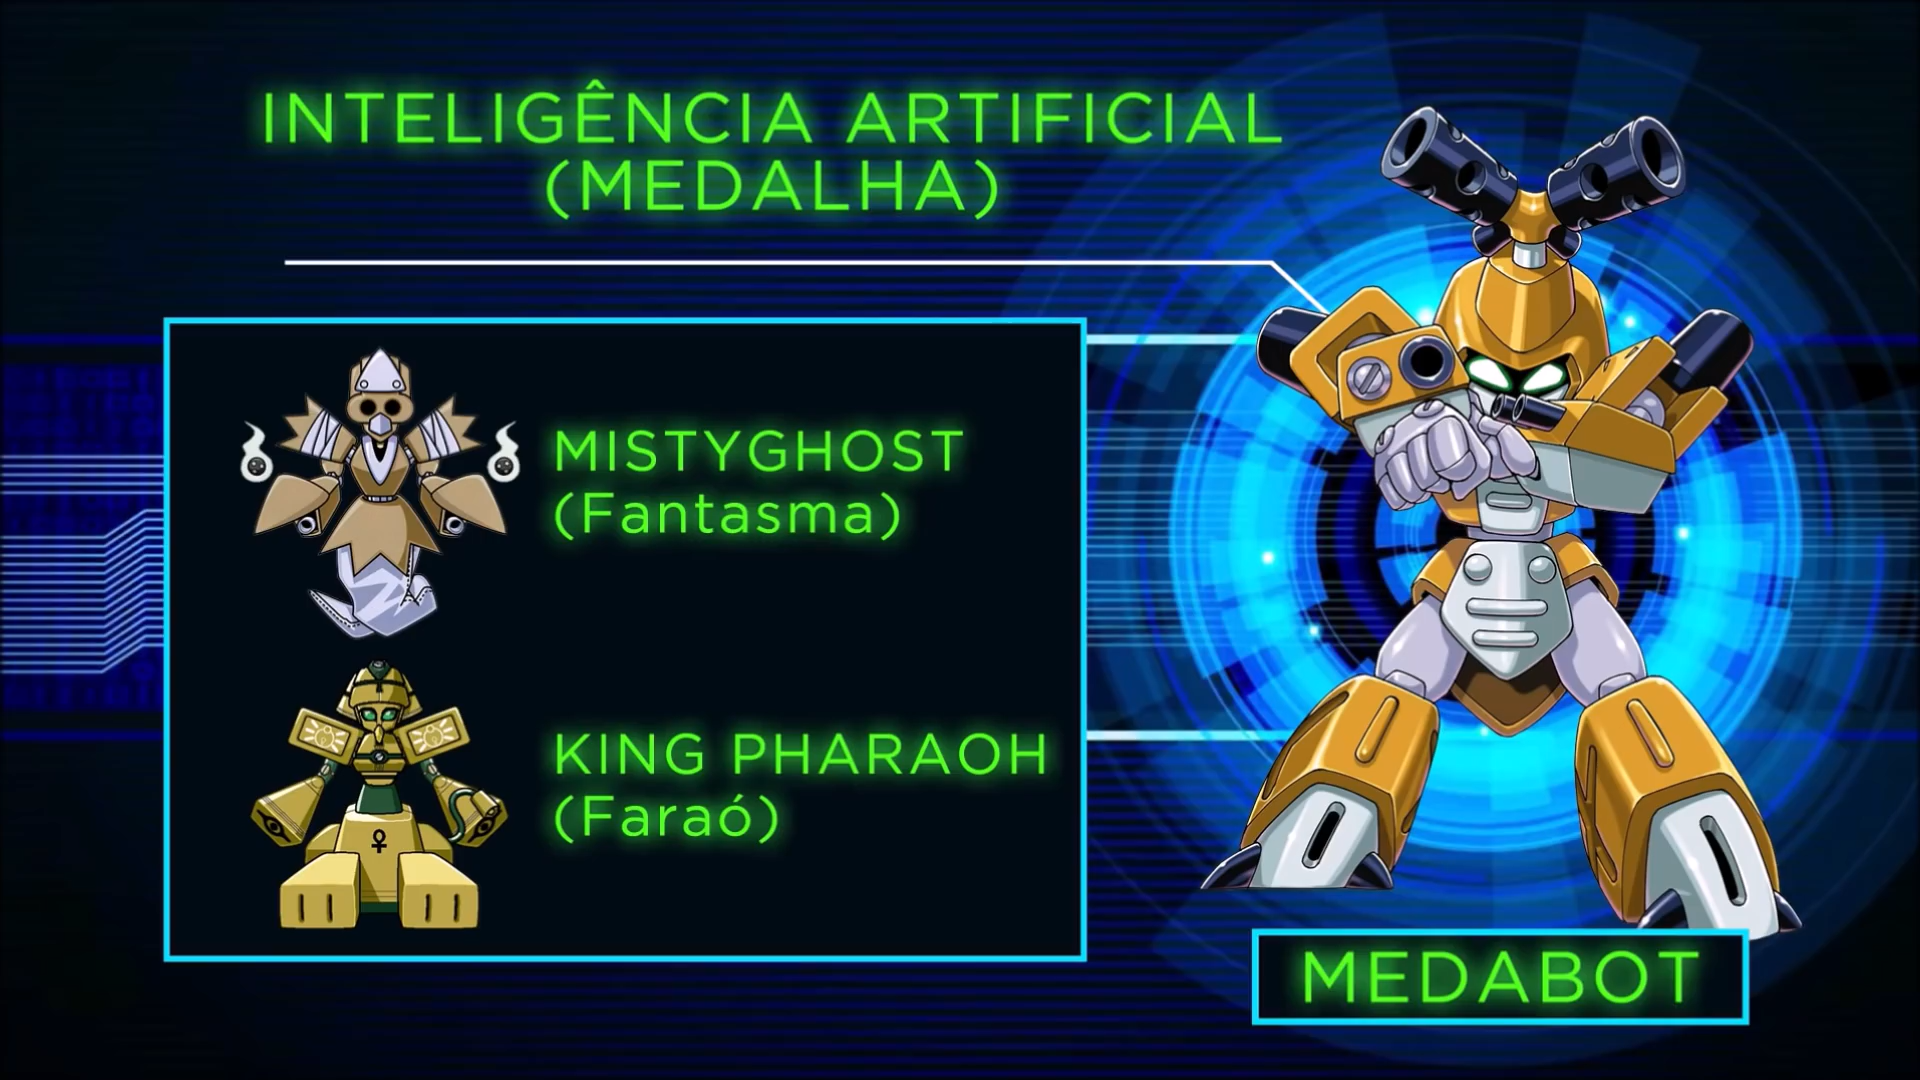 INTELIGÊNCIA ARTIFICIAL
(MEDALHA)
MISTYGHOST
(Fantasma)
KING PHARAOH
(Faraó)
MEDABOT